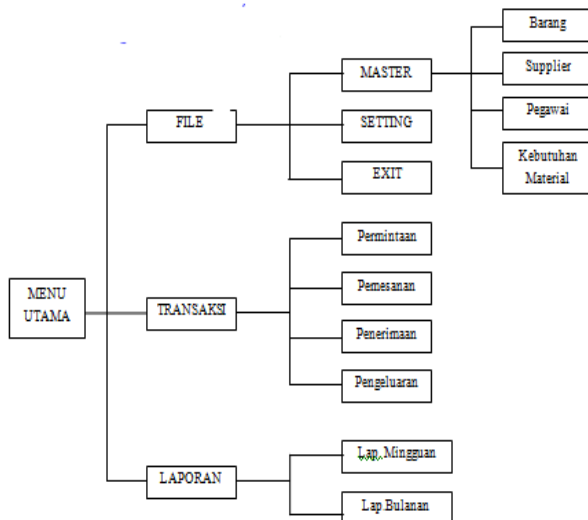 MENU
UTAMA
FILE
MASTER
Barang
Supplier
Pegawai
Kebutuhan
Material
SETTING
EXIT
TRANSAKSI
Permintaan
Pemesanan
Penerimaan
Pengeluaran
LAPORAN
Lap. Mingguan
Lap Bulanan